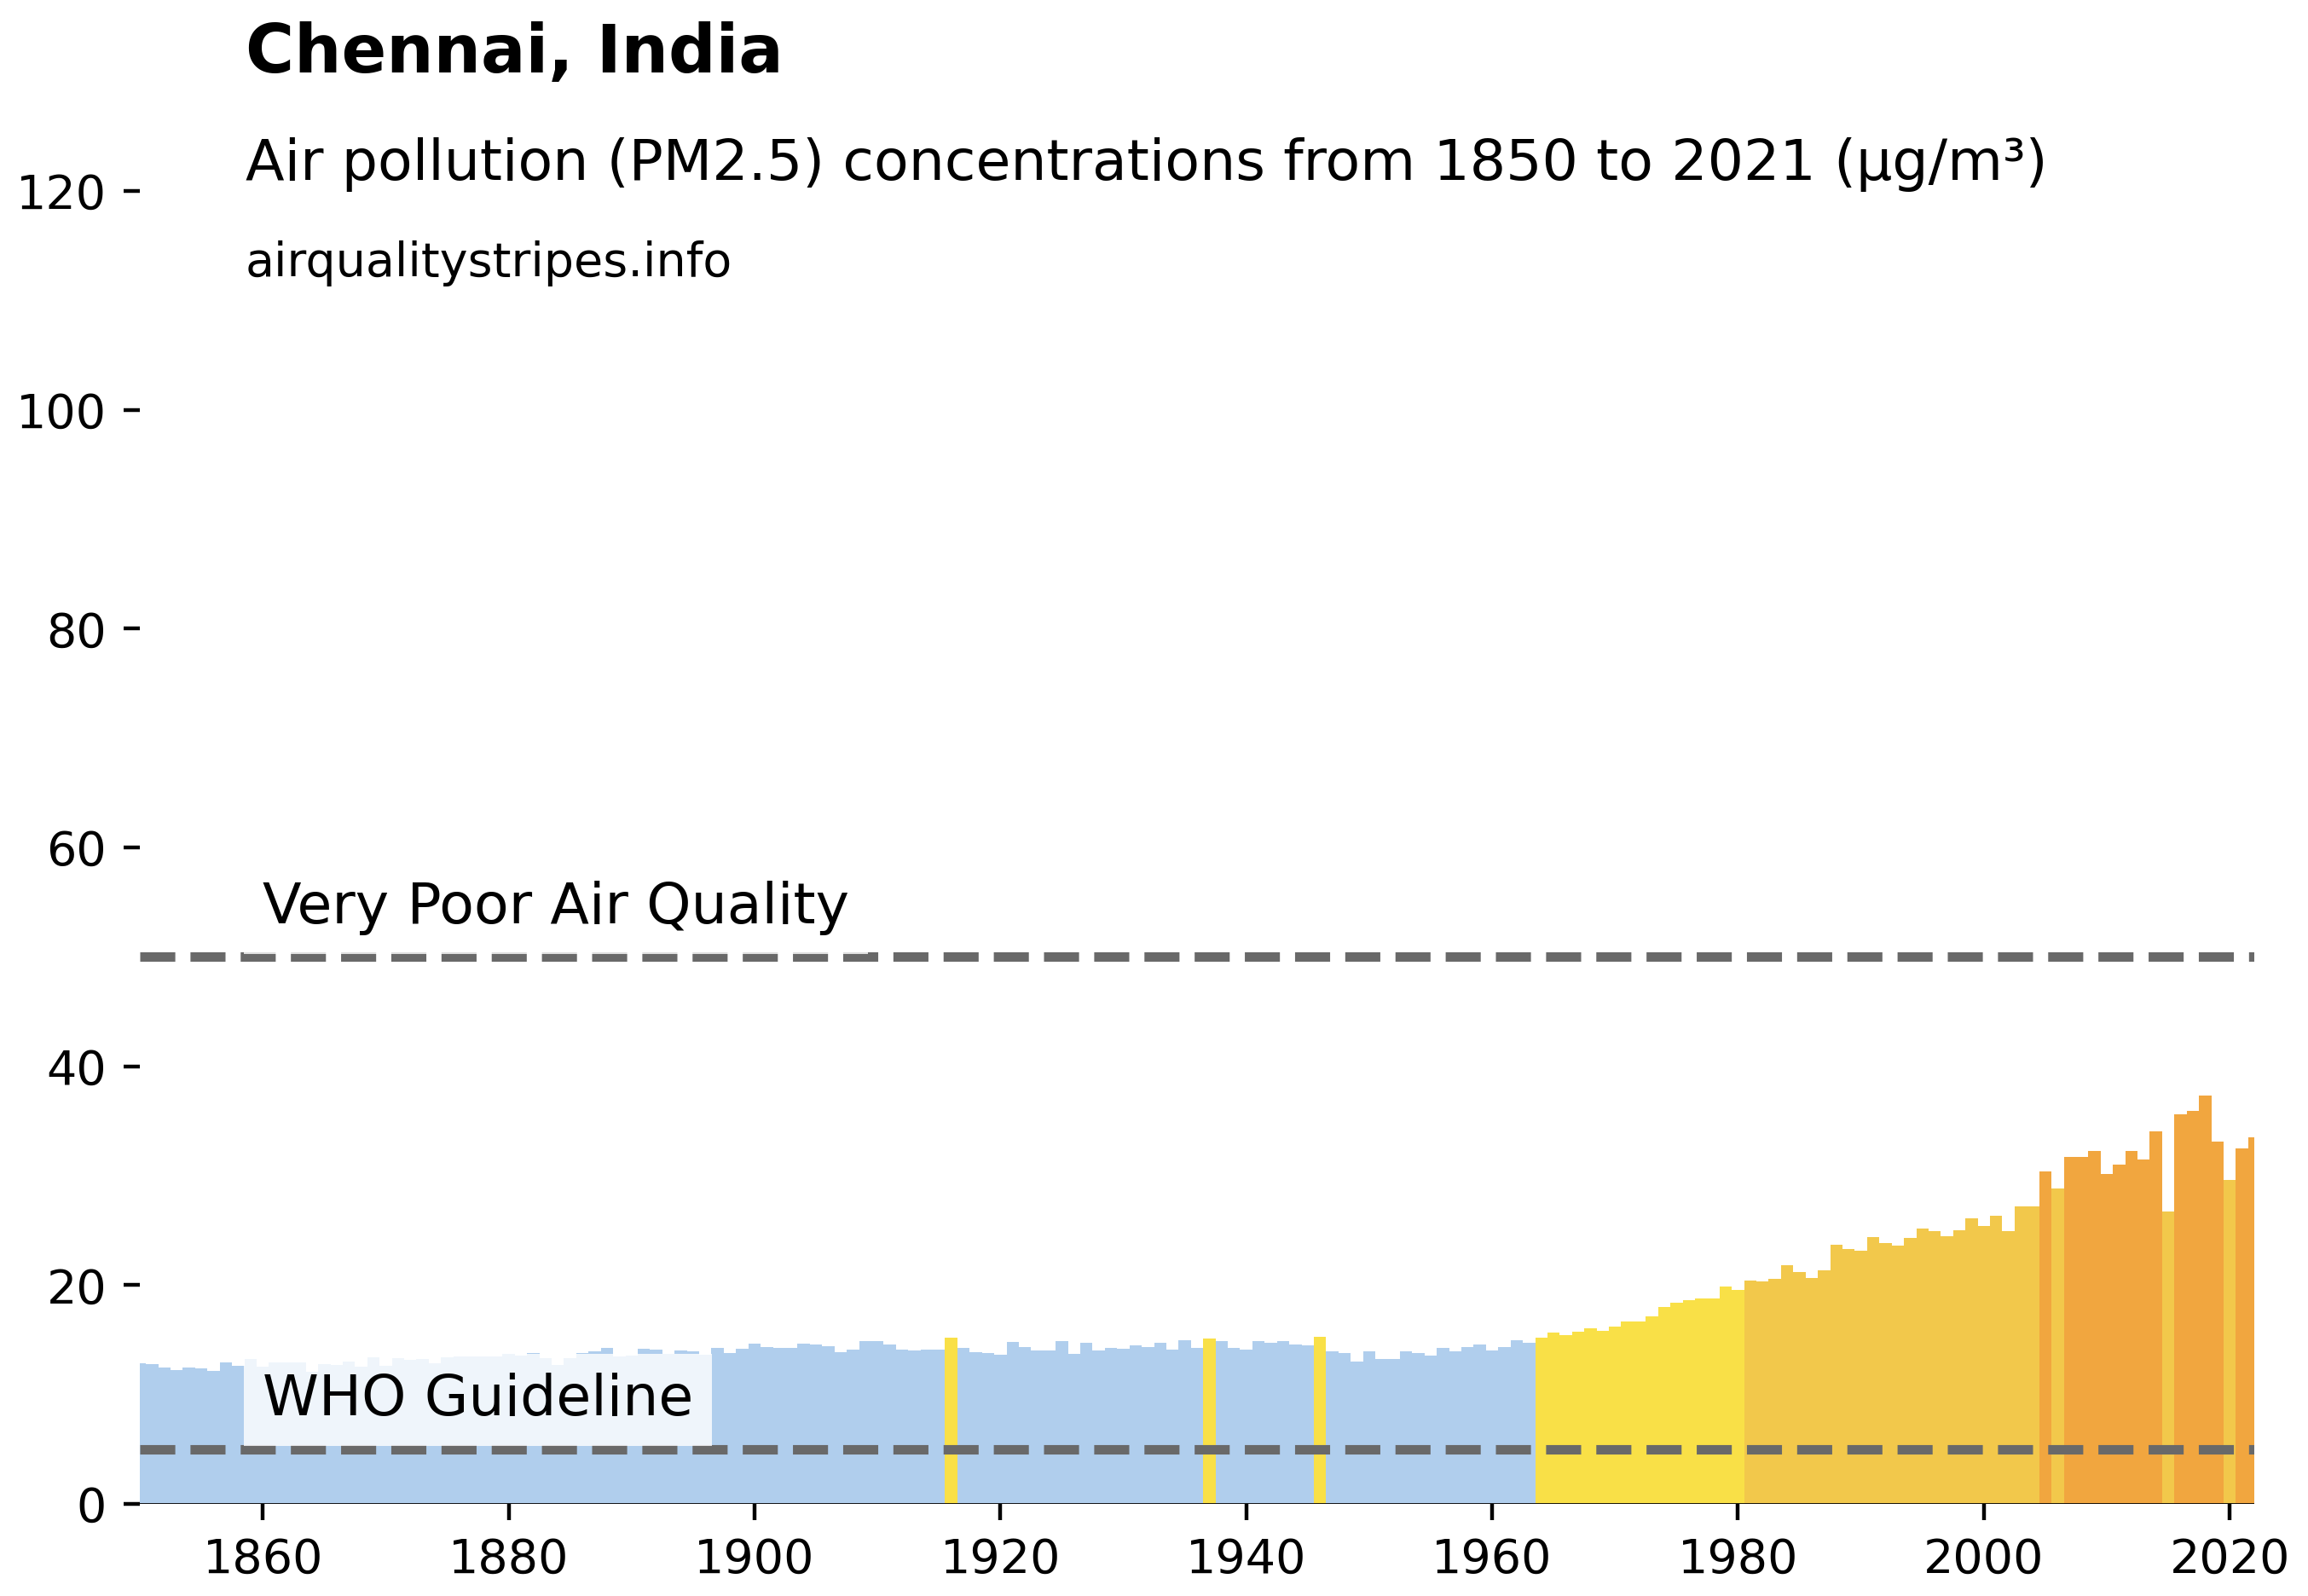 Chennai, India
Air pollution (PM2.5) concentrations from 1850 to 2021 (µg/m³)
airqualitystripes.info
120
100
80
60
Very Poor Air Quality
40
20
WHO Guideline
0
1860 1880 1900 1920 1940 1960 1980 2000 2020